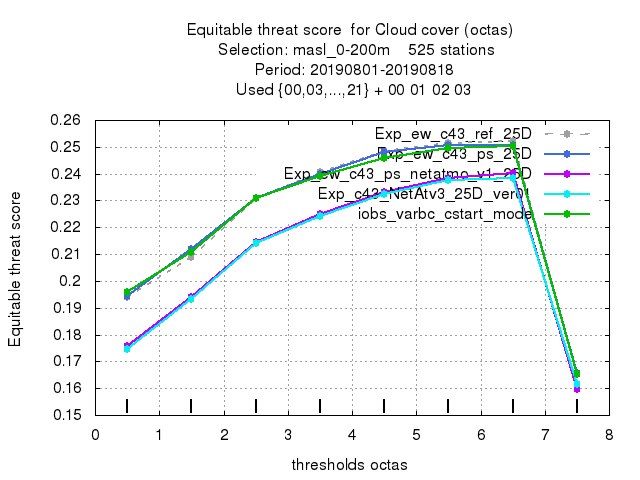 Equitable threat score for Cloud cover (octas)
Selection: masl_0-200m 525 stations
Period: 20190801-20190818
Used {00,03,...,21} + 00 01 02 03
Exp_ew_c43_ref_25D
Exp_ew_c43_ps_25D
Exp_ew_c43_ps_netatmo_v1_25D
Exp_c43_NetAtv3_25D_ver01
iobs_varbc_cstart_mode
Equitable threat score
0.26
0.25
0.24
0.23
0.22
0.21
0.2
0.19
0.18
0.17
0.16
0.15
0 1 2 3 4 5 6 7 8
thresholds octas